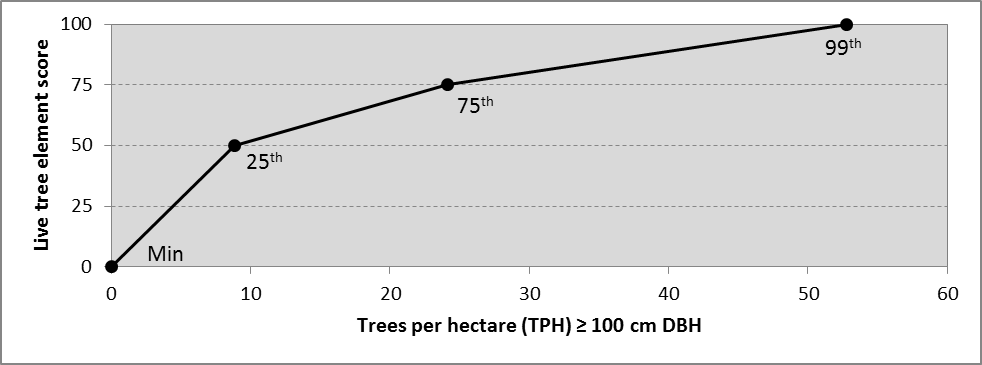 Live tree element score
100
75
50
25
0
99th
75th
25th
Min
0 10 20 30 40 50 60
Trees per hectare (TPH) ≥ 100 cm DBH